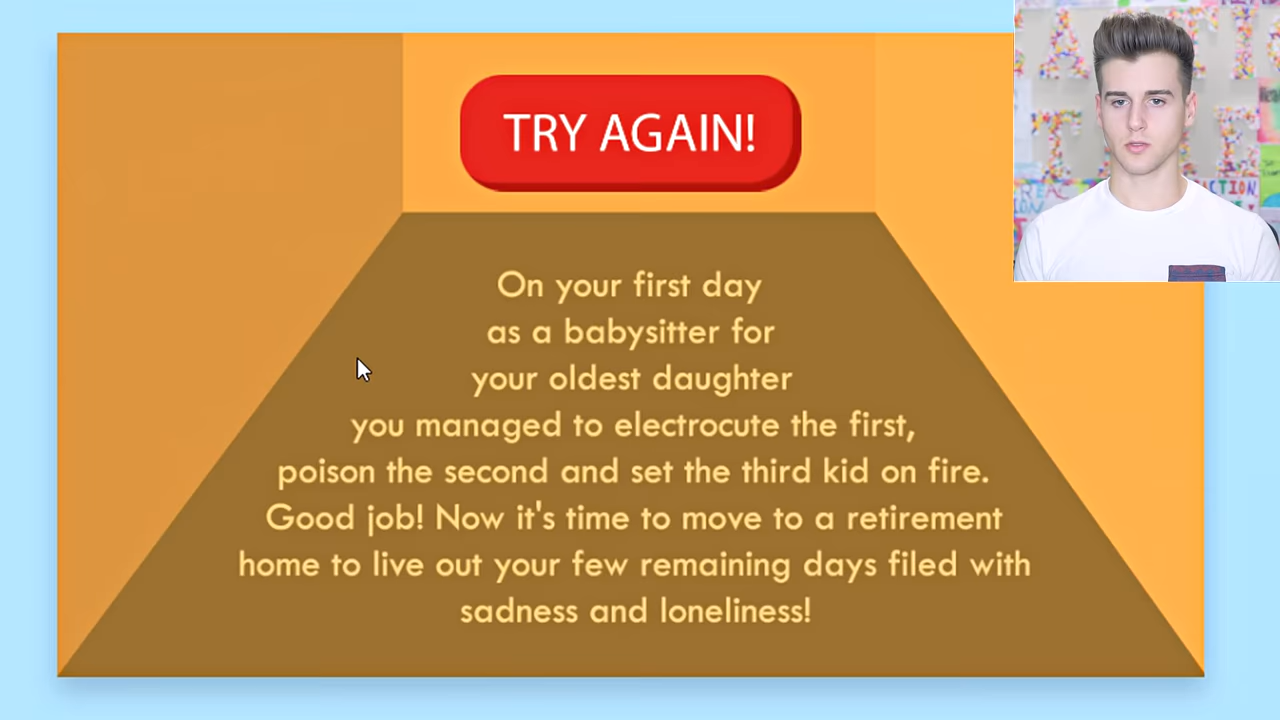 TRY AGAIN!
On your first day
as a babysitter for
your oldest daughter
you managed to electrocute the first,
poison the second and set the third kid on fire.
Good job! Now it's time to move to a retirement
home to live out your few remaining days filed with
sadness and loneliness!